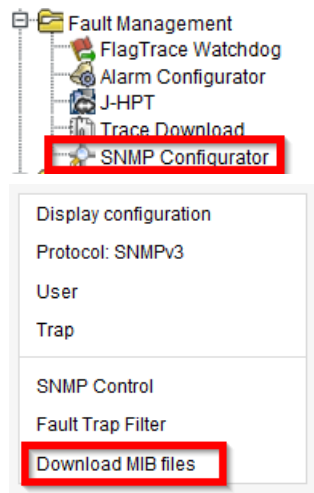 Fault Management
FlagTrace Watchdog
Alarm Configurator
J-HPT
Trace Download
SNMP Configurator
Display configuration
Protocol: SNMPv3
User
Trap
SNMP Control
Fault Trap Filter
Download MIB files